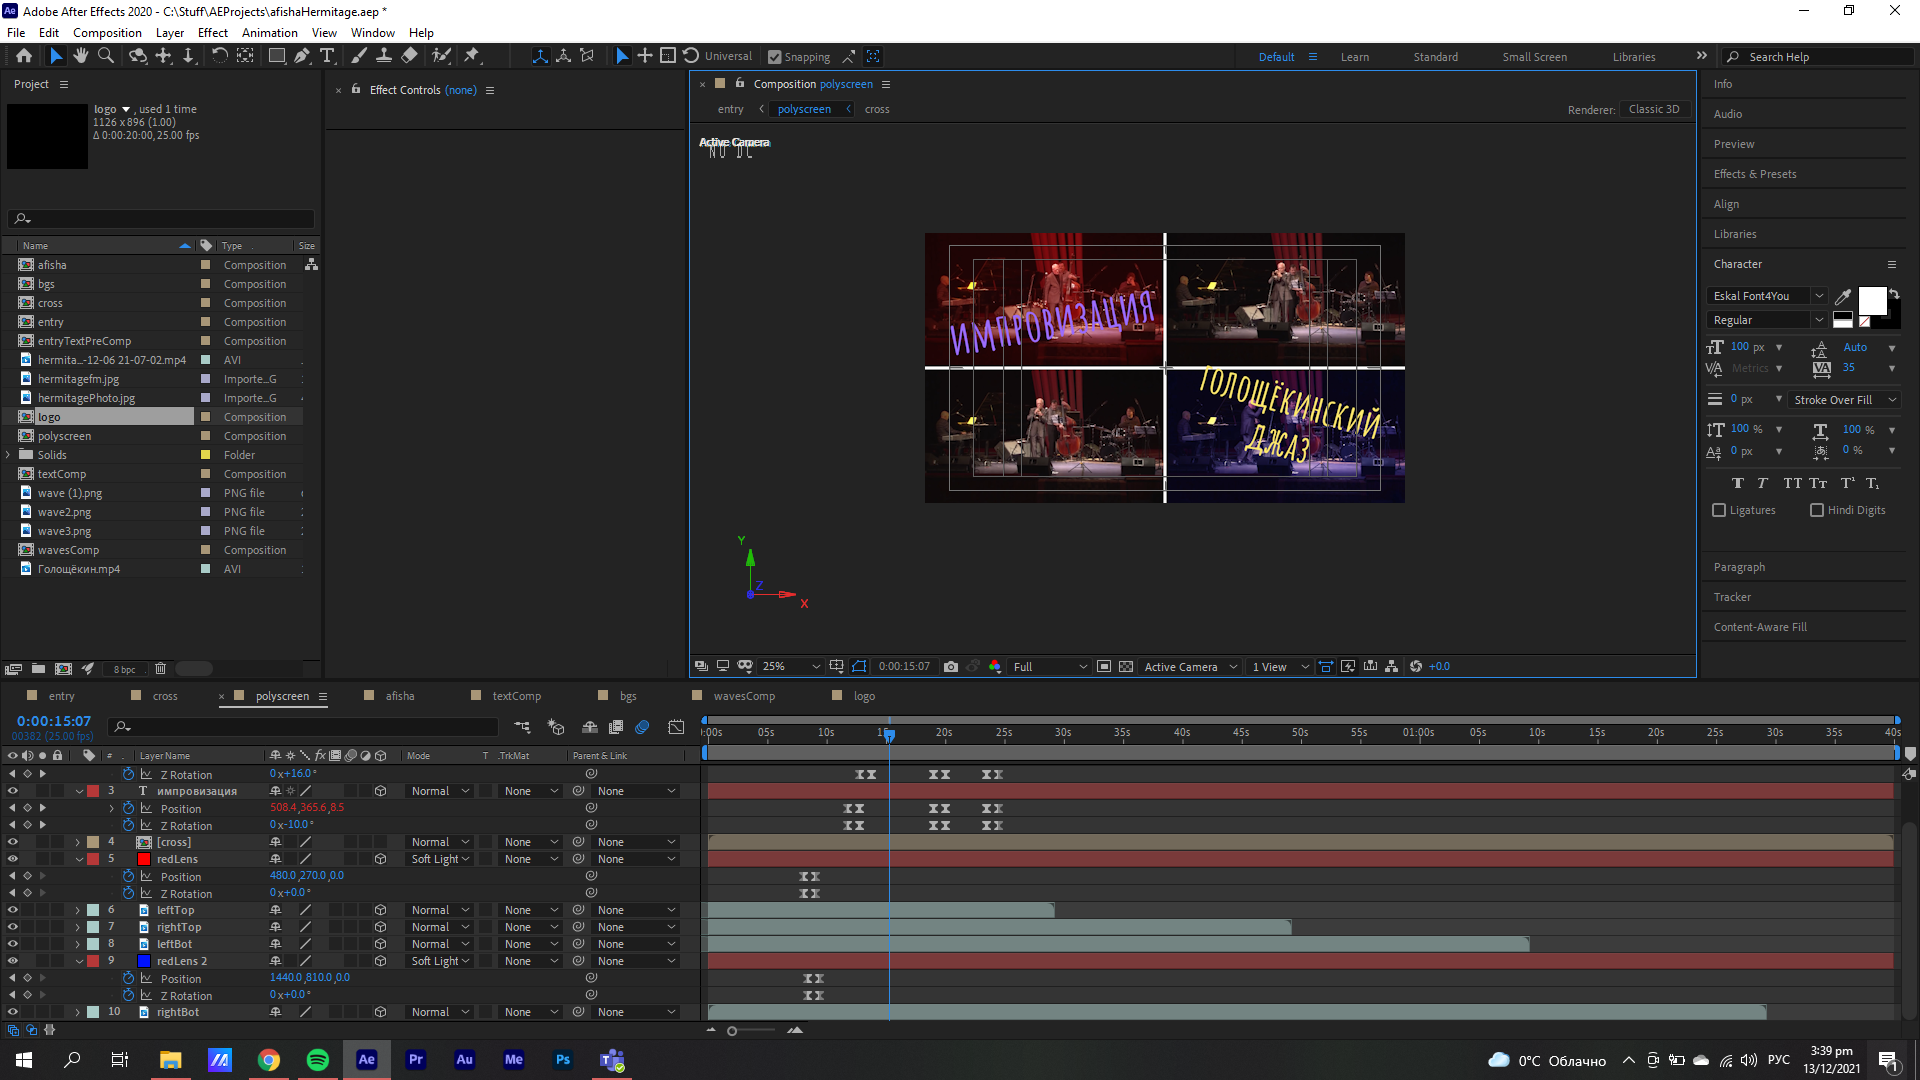 Adobe After Effects 2020 - C:\Stuff\AEProjects\afishaHermitage.aep *
File Edit Composition Layer Effect Animation View Window Help
Universal Snapping Default Learn Standard Small Screen Libraries Search Help
Project
logo , used 1 time
1126 x 896 (1.00)
Δ 0:00:20:00, 25.00 fps
Name Type Size
afisha Composition
bgs Composition
cross Composition
entry Composition
entryTextPreComp Composition
hermita...-12-06 21-07-02.mp4 AVI
hermitagefm.jpg Importe...G
hermitagePhoto.jpg Importe...G
logo Composition
polyscreen Composition
Solids Folder
textComp Composition
wave (1).png PNG file
wave2.png PNG file
wave3.png PNG file
wavesComp Composition
Голощёкин.mp4 AVI
8 bpc
Effect Controls (none)
Composition polyscreen
entry polyscreen cross
Renderer: Classic 3D
Active Camera
ИМПРОВИЗАЦИЯ
ГОЛОЩЁКИНСКИЙ
ДЖАЗ
Y
Z
X
25% 0:00:15:07 Full Active Camera 1 View +0.0
Info
Audio
Preview
Effects & Presets
Align
Libraries
Character
Eskal Font4You
Regular
100 px Auto
Metrics 35
0 px Stroke Over Fill
100 % 100 %
0 px 0 %
Ligatures Hindi Digits
Paragraph
Tracker
Content-Aware Fill
entry cross polyscreen afisha textComp bgs wavesComp logo
0:00:15:07
00382 (25.00 fps)
):00s 05s 10s 15s 20s 25s 30s 35s 40s 45s 50s 55s 01:00s 05s 10s 15s 20s 25s 30s 35s 40s
# Layer Name Mode T .TrkMat Parent & Link
Z Rotation 0x+16.0°
3 импровизация Normal None None
Position 508.4,365.6,8.5
Z Rotation 0x-10.0°
4 [cross] Normal None None
5 redLens Soft Light None None
Position 480.0,270.0,0.0
Z Rotation 0x+0.0°
6 leftTop Normal None None
7 rightTop Normal None None
8 leftBot Normal None None
9 redLens 2 Soft Light None None
Position 1440.0,810.0,0.0
Z Rotation 0x+0.0°
10 rightBot Normal None None
Ae Pr Au Me Ps
0°C Облачно РУС
3:39 pm
13/12/2021
1